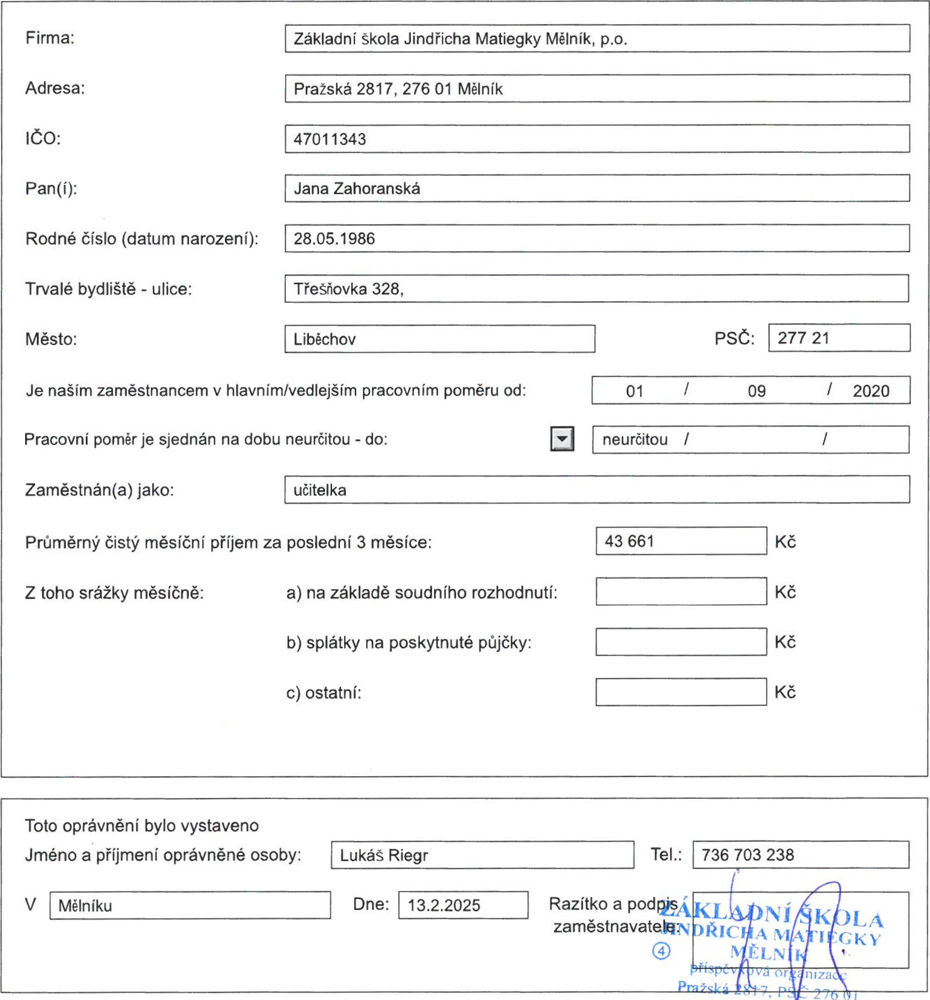 Firma: Základní škola Jindřicha Matiegky Mělník, p.o.
Adresa: Pražská 2817, 276 01 Mělník
IČO: 47011343
Pan(í): Jana Zahoranská
Rodné číslo (datum narození): 28.05.1986
Trvalé bydliště - ulice: Třešňovka 328,
Město: Liběchov PSČ: 277 21
Je naším zaměstnancem v hlavním/vedlejším pracovním poměru od: 01 / 09 / 2020
Pracovní poměr je sjednán na dobu neurčitou - do: neurčitou / /
Zaměstnán(a) jako: učitelka
Průměrný čistý měsíční příjem za poslední 3 měsíce: 43 661 Kč
Z toho srážky měsíčně: a) na základě soudního rozhodnutí: Kč
b) splátky na poskytnuté půjčky: Kč
c) ostatní: Kč
Toto oprávnění bylo vystaveno
Jméno a příjmení oprávněné osoby: Lukáš Riegr Tel.: 736 703 238
V Mělníku Dne: 13.2.2025 Razítko a podpis
zaměstnavatele:
ZÁKLADNÍ ŠKOLA
JINDŘICHA MATIEGKY
4 MĚLNÍK
příspěvková organizace
Pražská 2817, PSČ 276 01